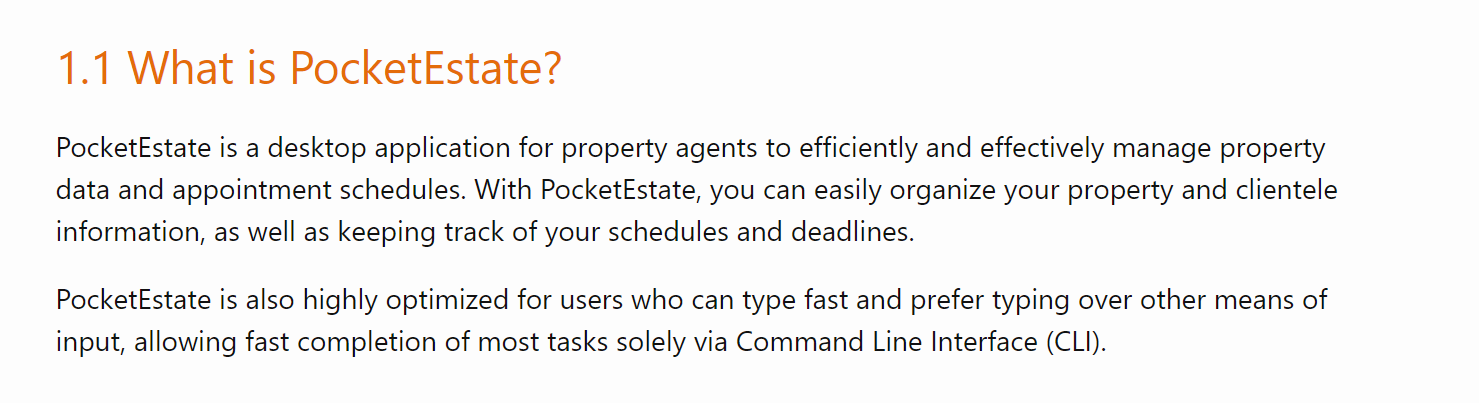 1.1 What is PocketEstate?
PocketEstate is a desktop application for property agents to efficiently and effectively manage property
data and appointment schedules. With PocketEstate, you can easily organize your property and clientele
information, as well as keeping track of your schedules and deadlines.
PocketEstate is also highly optimized for users who can type fast and prefer typing over other means of
input, allowing fast completion of most tasks solely via Command Line Interface (CLI).